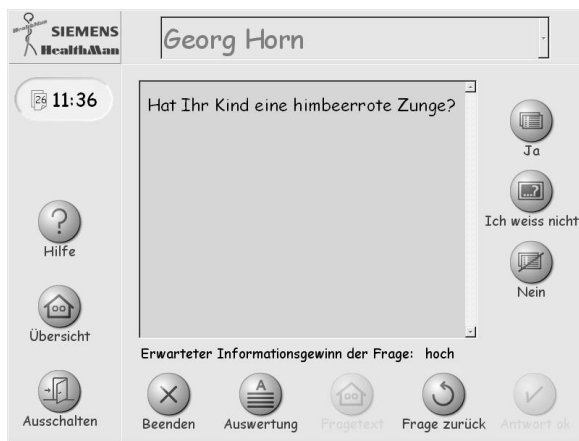 SIEMENS
HealthMan
Georg Horn
26 11:36
Hat Ihr Kind eine himbeerrote Zunge?
Ja
Ich weiss nicht
Nein
Hilfe
Übersicht
Ausschalten
Erwarteter Informationsgewinn der Frage: hoch
Beenden
Auswertung
Fragetext
Frage zurück
Antwort ok